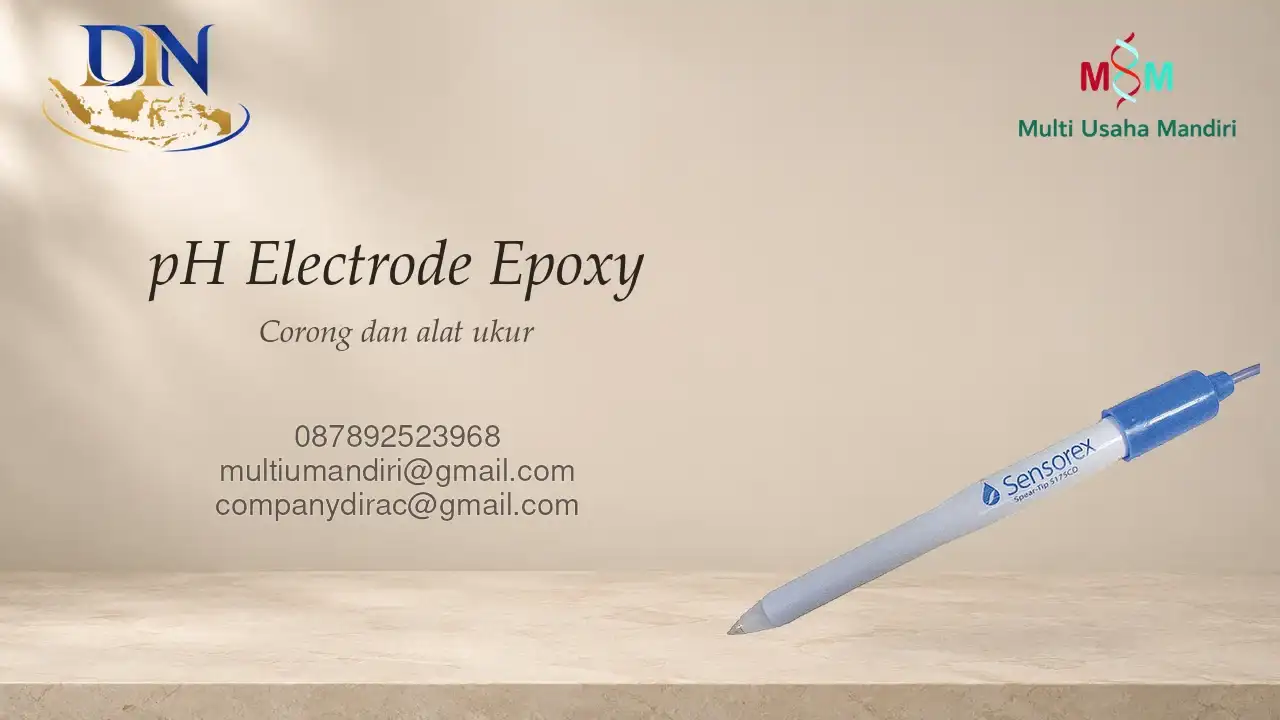 DN
M M
Multi Usaha Mandiri
pH Electrode Epoxy
Corong dan alat ukur
087892523968
multiumandiri@gmail.com
companydirac@gmail.com
Sensorex
Spear-Tip S175CD